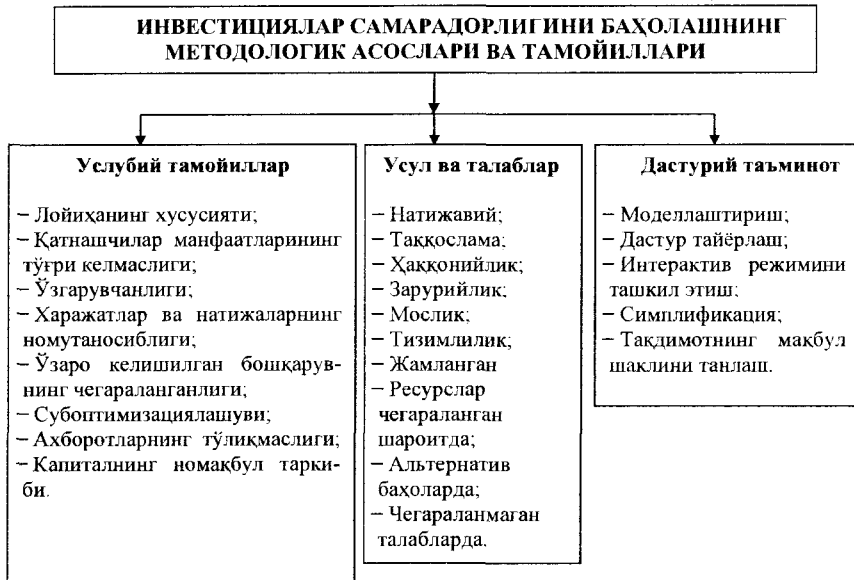 ИНВЕСТИЦИЯЛАР САМАРАДОРЛИГИНИ БАҲОЛАШНИНГ
МЕТОДОЛОГИК АСОСЛАРИ ВА ТАМОЙИЛЛАРИ
Услубий тамойиллар
– Лойиҳанинг хусусияти;
– Қатнашчилар манфаатларининг
тўғри келмаслиги;
– Ўзгарувчанлиги;
– Харажатлар ва натижаларнинг
номутаносиблиги;
– Ўзаро келишилган бошқарув-
нинг чегараланганлиги;
– Субоптимизациялашуви;
– Ахборотларнинг тўлиқмаслиги;
– Капиталнинг номақбул тарки-
би.
Усул ва талаблар
– Натижавий;
– Таққослама;
– Ҳаққонийлик;
– Зарурийлик;
– Мослик;
– Тизимлилик;
– Жамланган
– Ресурслар
чегараланган
шароитда;
– Альтернатив
баҳоларда;
– Чегараланмаган
талабларда.
Дастурий таъминот
– Моделлаштириш;
– Дастур тайёрлаш;
– Интерактив режимини
ташкил этиш;
– Симплификация;
– Тақдимотнинг мақбул
шаклини танлаш.